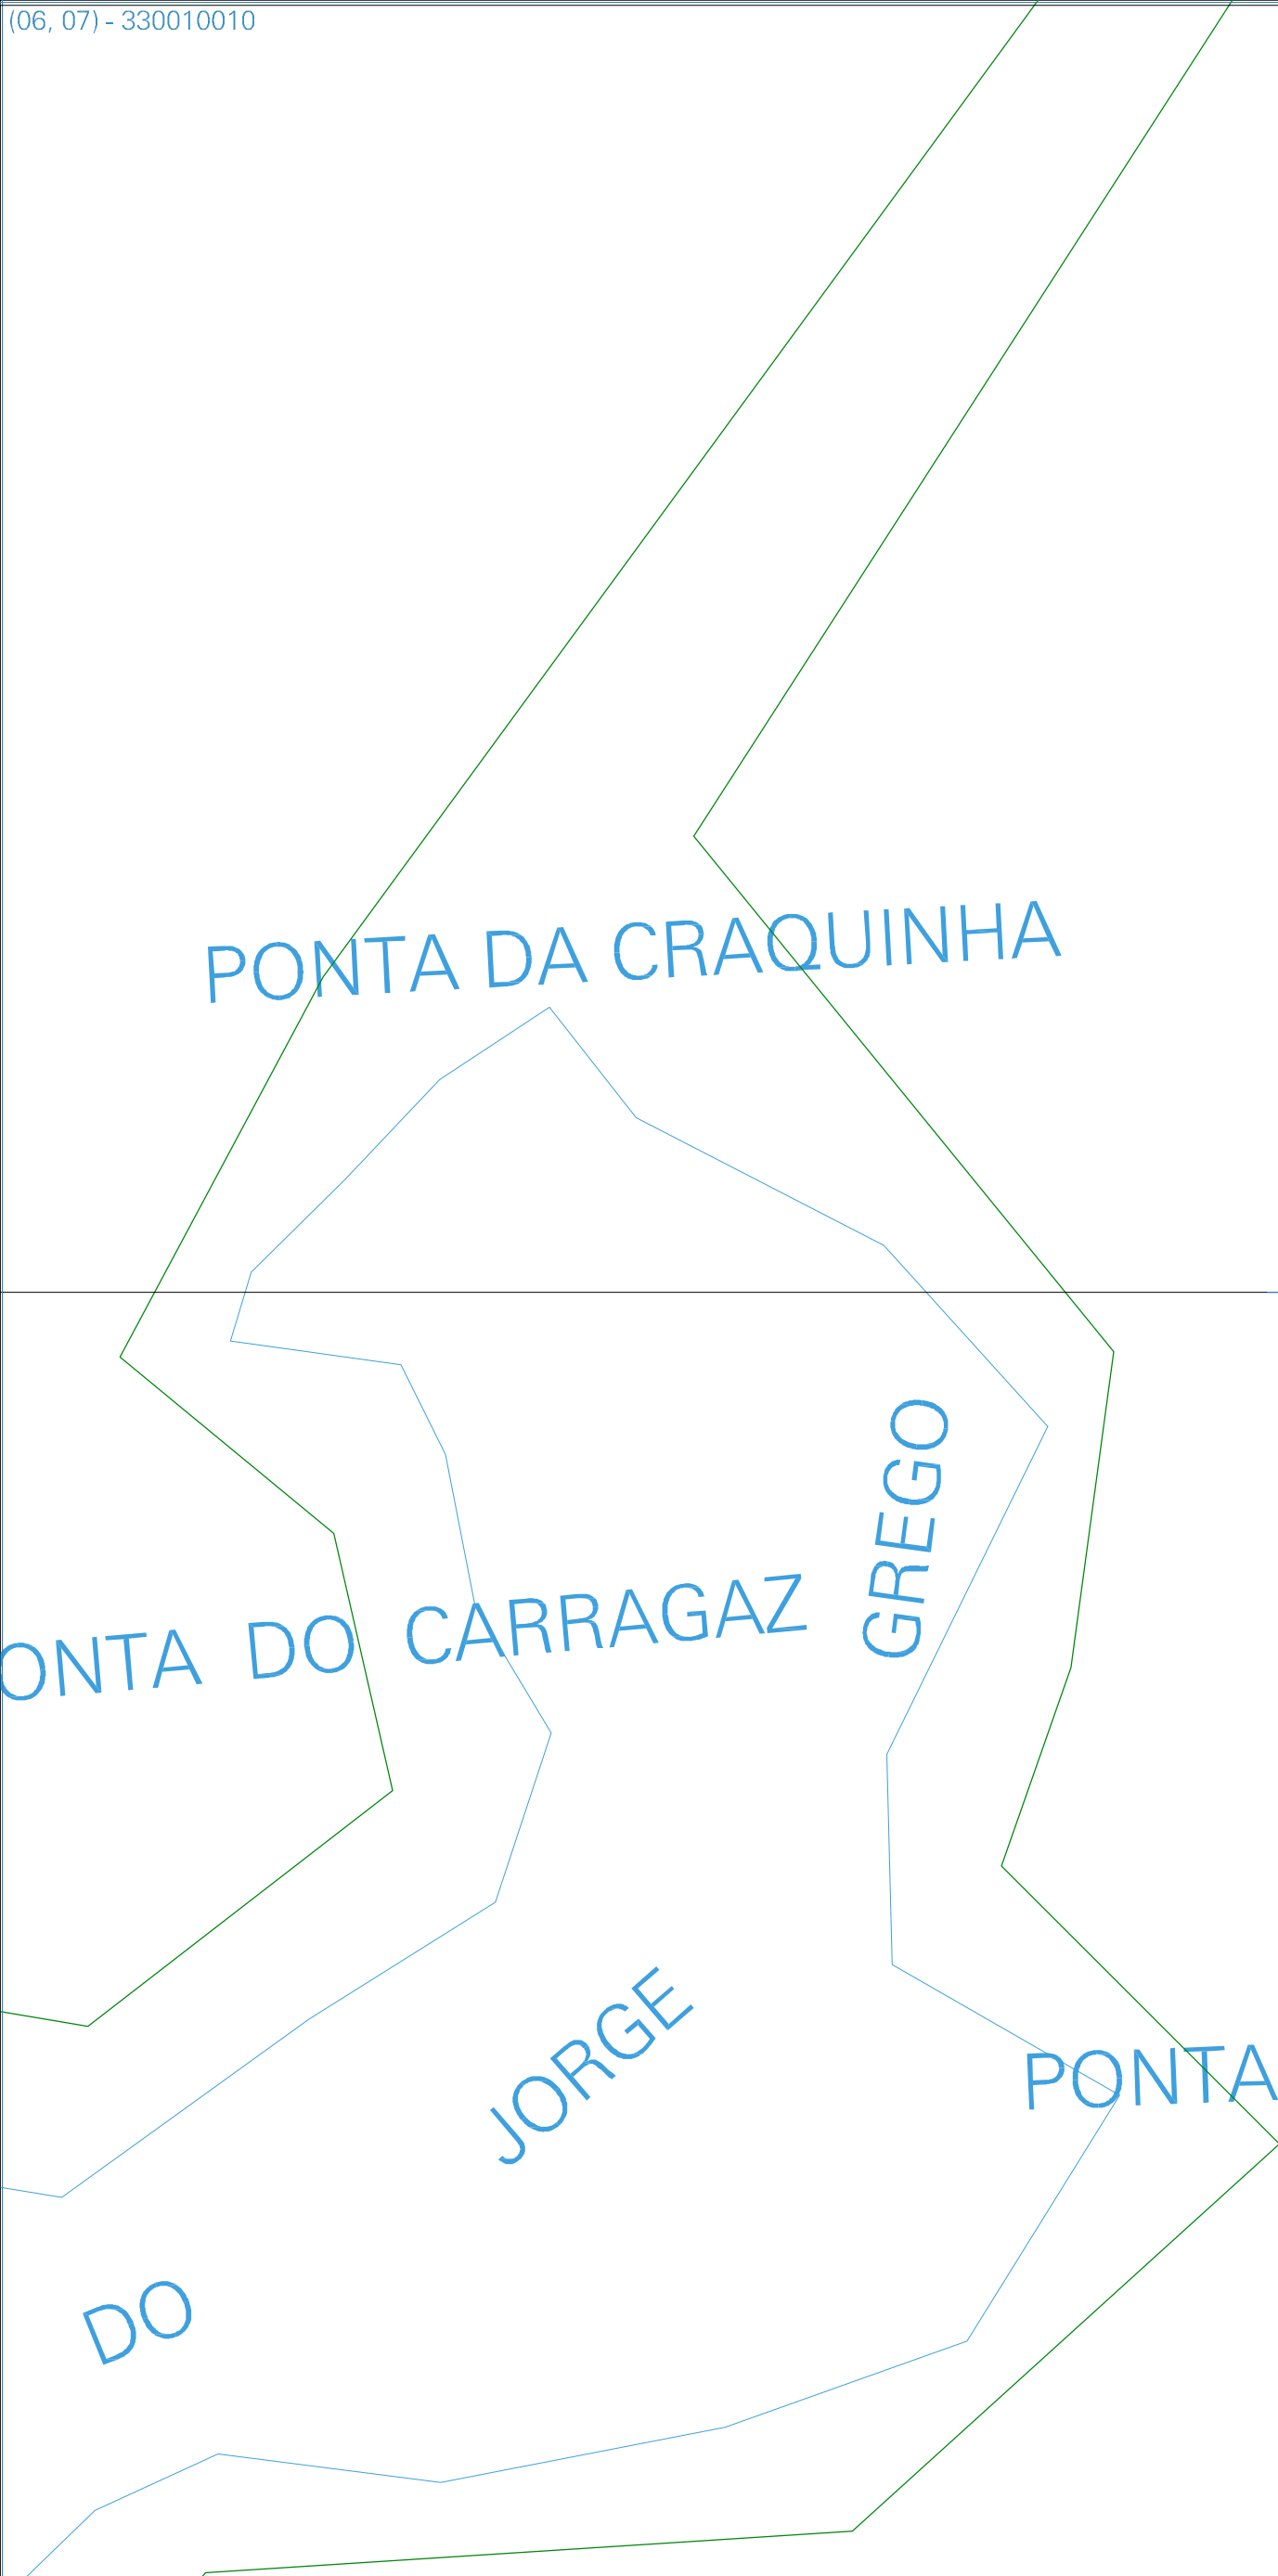 (06, 07) - 330010010
PONTA DA CRAQUINHA
GREGO
ONTA DO CARRAGAZ
JORGE
PONTA
DO